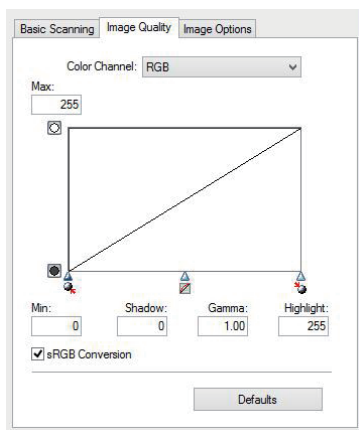 Basic Scanning Image Quality Image Options
Color Channel: RGB
Max:
255
Min: Shadow: Gamma: Highlight:
0 0 1.00 255
sRGB Conversion
Defaults